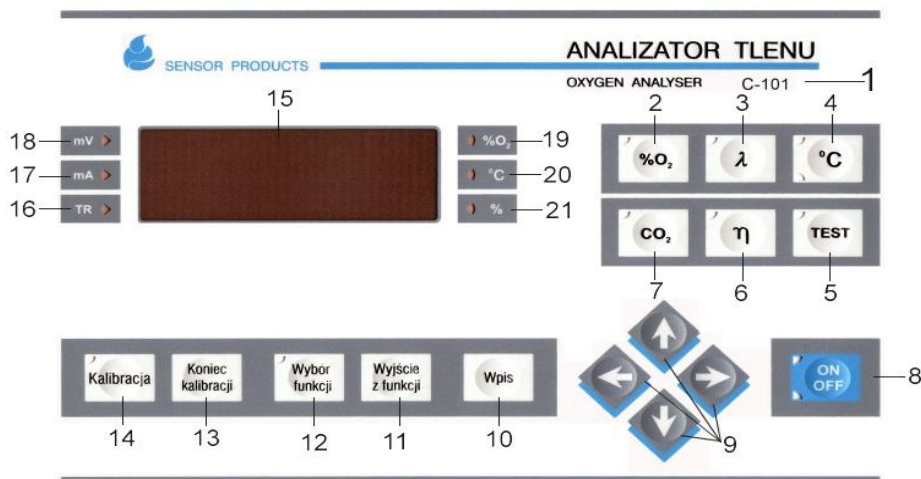 ANALIZATOR TLENU
SENSOR PRODUCTS
OXYGEN ANALYSER C-101 1
15 2 3 4
18 mV %O₂ 19
17 mA °C 20
16 TR % 21
%O₂ λ °C
CO₂ η TEST
7 6 5
Kalibracja Koniec kalibracji Wybór funkcji Wyjście z funkcji Wpis
ON OFF 8
14 13 12 11 10 9